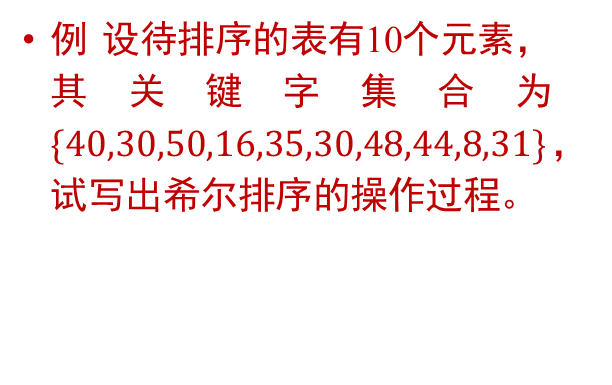 • 例 设待排序的表有10个元素，
其关键字集合为
{40,30,50,16,35,30,48,44,8,31}，
试写出希尔排序的操作过程。